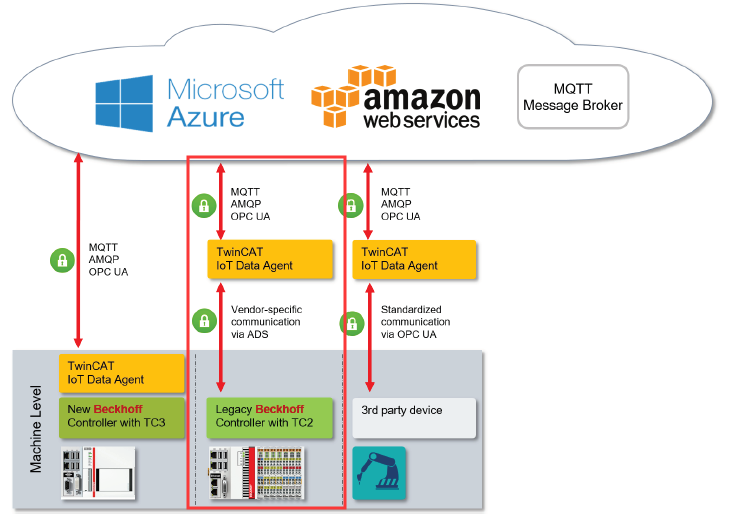 Microsoft
Azure
amazon
web services
MQTT
Message Broker
MQTT
AMQP
OPC UA
MQTT
AMQP
OPC UA
MQTT
AMQP
OPC UA
TwinCAT
IoT Data Agent
TwinCAT
IoT Data Agent
Vendor-specific
communication
via ADS
Standardized
communication
via OPC UA
Machine Level
TwinCAT
IoT Data Agent
New Beckhoff
Controller with TC3
Legacy Beckhoff
Controller with TC2
3rd party device